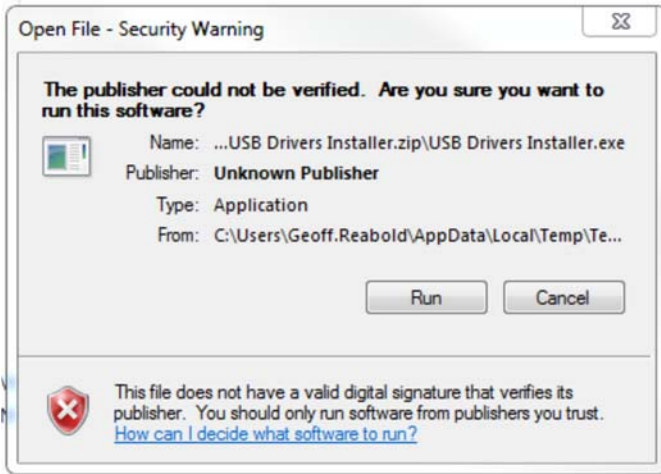 Open File - Security Warning
The publisher could not be verified.  Are you sure you want to
run this software?
Name: ...USB Drivers Installer.zip\USB Drivers Installer.exe
Publisher: Unknown Publisher
Type: Application
From: C:\Users\Geoff.Reabold\AppData\Local\Temp\Te...
Run Cancel
This file does not have a valid digital signature that verifies its
publisher.  You should only run software from publishers you trust.
How can I decide what software to run?